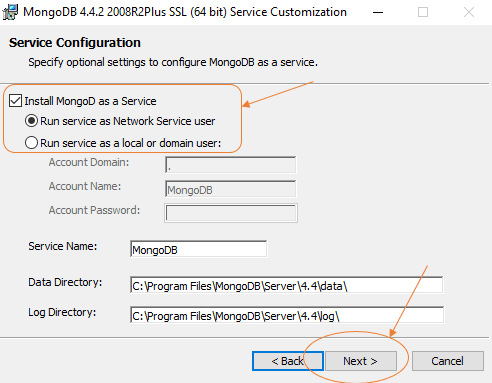 MongoDB 4.4.2 2008R2Plus SSL (64 bit) Service Customization
Service Configuration
Specify optional settings to configure MongoDB as a service.
Install MongoD as a Service
Run service as Network Service user
Run service as a local or domain user:
Account Domain: .
Account Name: MongoDB
Account Password:
Service Name: MongoDB
Data Directory: C:\Program Files\MongoDB\Server\4.4\data\
Log Directory: C:\Program Files\MongoDB\Server\4.4\log\
< Back Next > Cancel